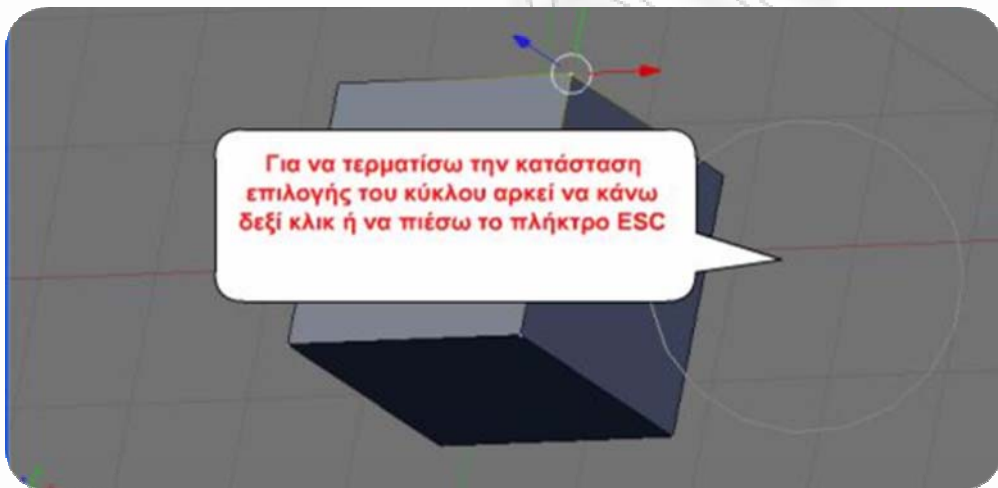 Για να τερματίσω την κατάσταση
επιλογής του κύκλου αρκεί να κάνω
δεξί κλικ ή να πιέσω το πλήκτρο ESC